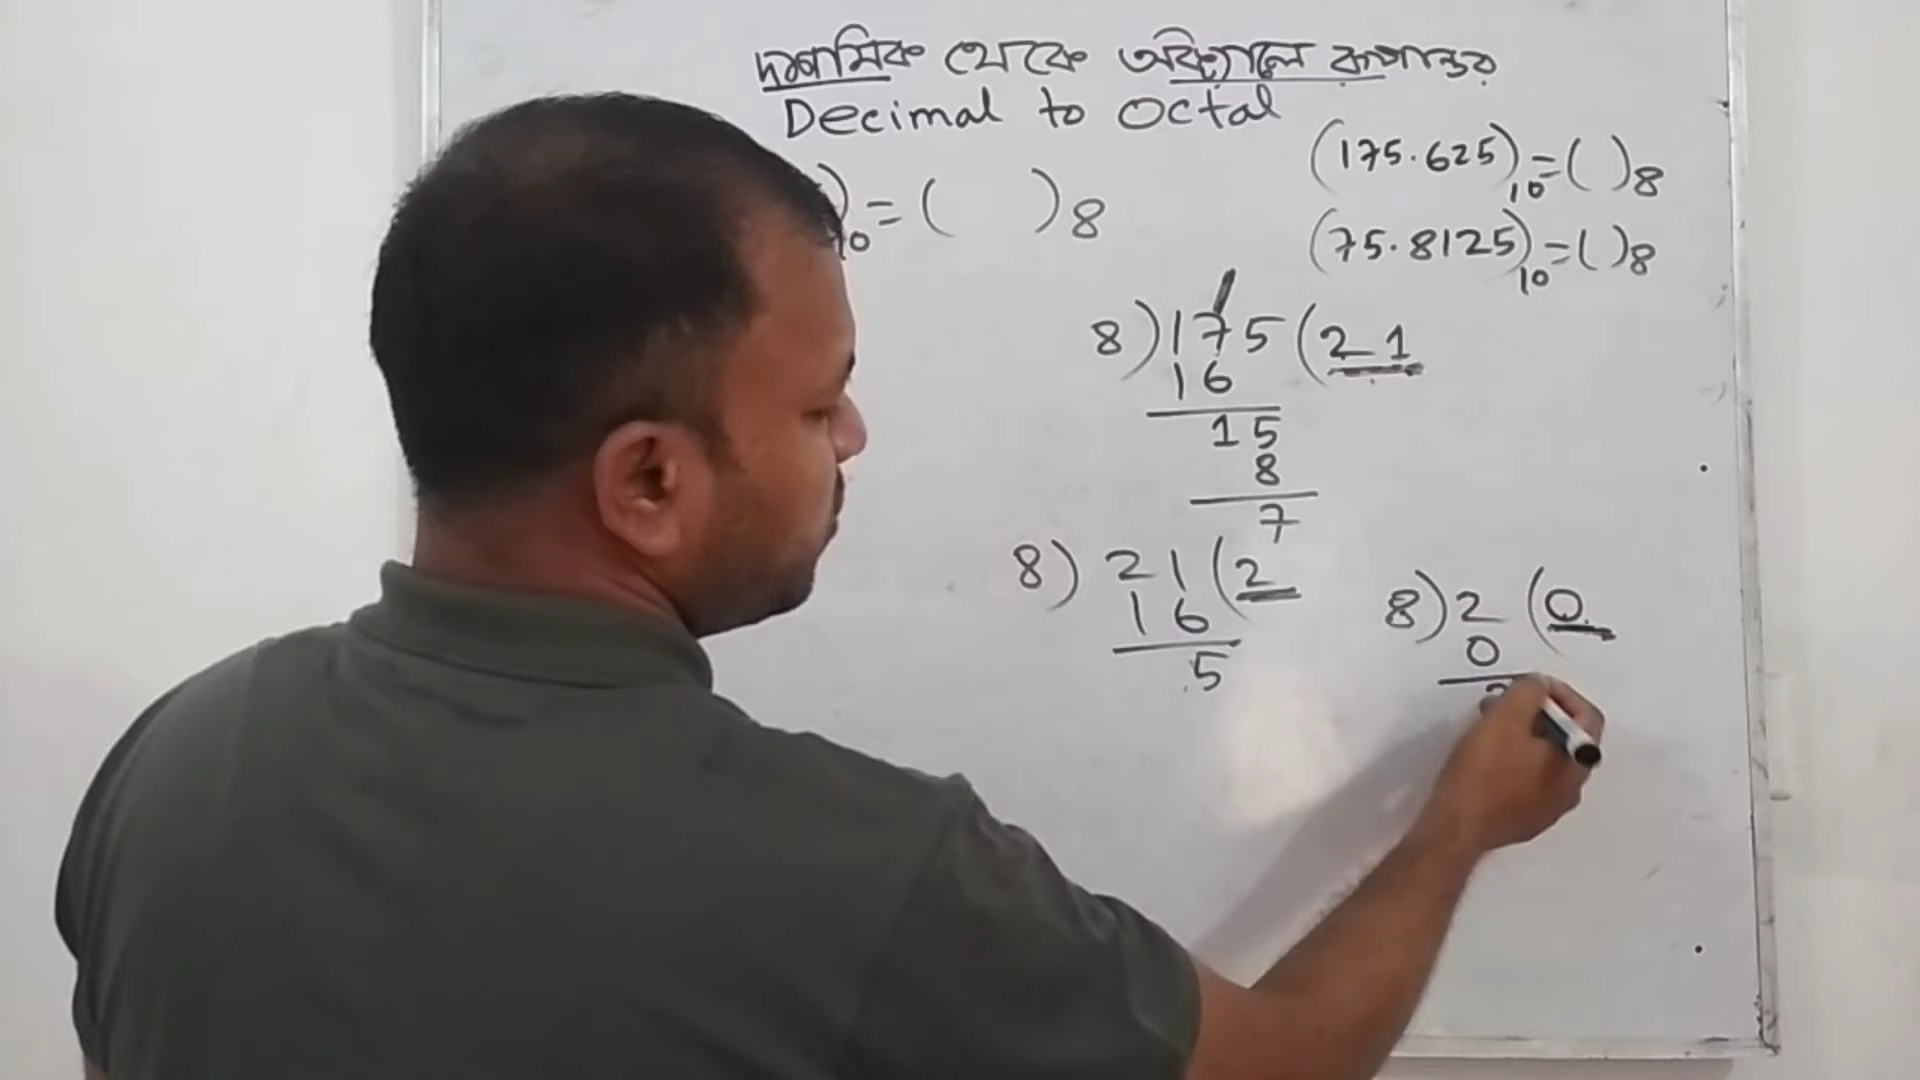 দশমিক থেকে অক্ট্যালে রূপান্তর
Decimal to Octal
)10 = ( )8
(175.625)10 = ( )8
(75.8125)10 = ( )8
8) 175 (21
16
15
8
7
8) 21 (2
16
5
8) 2 (0
0